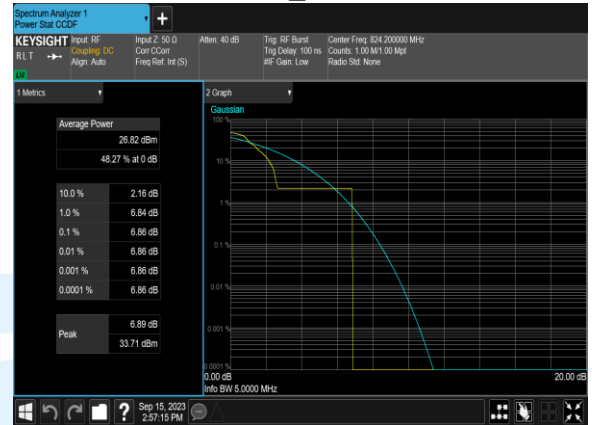 Spectrum Analyzer 1
Power Stat CCDF
KEYSIGHT
RLT
LXI
Input: RF
Coupling: DC
Align: Auto
Input Z: 50 Ω
Corr CCorr
Freq Ref: Int (S)
Atten: 40 dB
Trig: RF Burst
Trig Delay: 100 ns
#IF Gain: Low
Center Freq: 824.200000 MHz
Counts: 1.00 M/1.00 Mpt
Radio Std: None
1 Metrics
Average Power
26.82 dBm
48.27 % at 0 dB
10.0 % 2.16 dB
1.0 % 6.84 dB
0.1 % 6.86 dB
0.01 % 6.86 dB
0.001 % 6.86 dB
0.0001 % 6.86 dB
Peak
6.89 dB
33.71 dBm
2 Graph
Gaussian
100 %
10 %
1 %
0.1 %
0.01 %
0.001 %
0.0001 %
0.00 dB
20.00 dB
Info BW 5.0000 MHz
?
Sep 15, 2023
2:57:15 PM